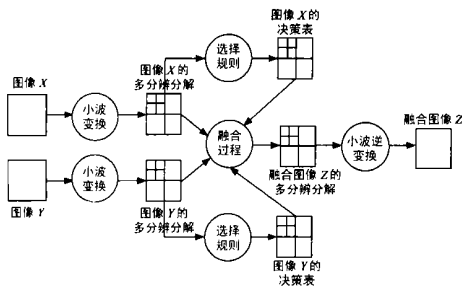 图像X的
决策表
选择
规则
图像X的
多分辨分解
图像X
小波
变换
融合
过程
小波逆
变换
融合图像Z
融合图像Z的
多分辨分解
小波
变换
图像Y
图像Y的
多分辨分解
选择
规则
图像Y的
决策表